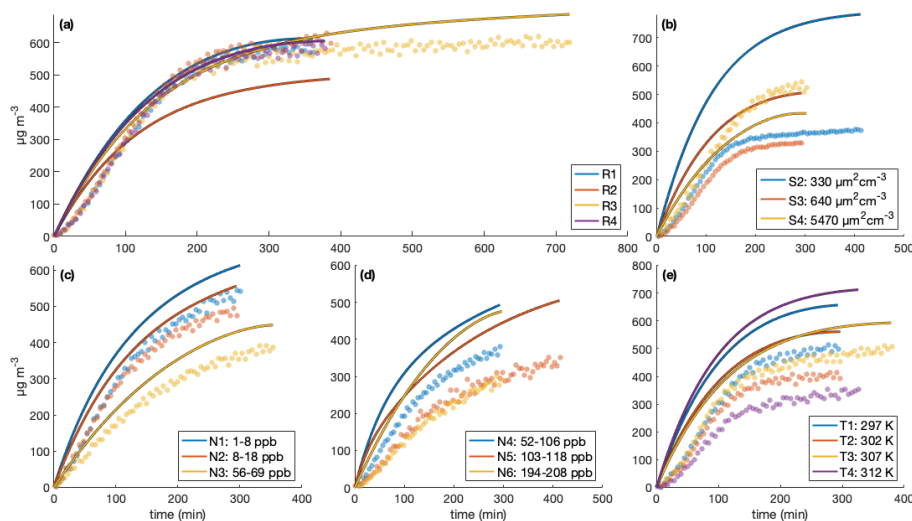 (a)
µg m-3
600
500
400
300
200
100
0
0 100 200 300 400 500 600 700 800
R1
R2
R3
R4
(b)
700
600
500
400
300
200
100
0
0 100 200 300 400 500
S2: 330 µm²cm-3
S3: 640 µm²cm-3
S4: 5470 µm²cm-3
(c)
µg m-3
600
500
400
300
200
100
0
0 100 200 300 400
time (min)
N1: 1-8 ppb
N2: 8-18 ppb
N3: 56-69 ppb
(d)
600
500
400
300
200
100
0
0 100 200 300 400 500
time (min)
N4: 52-106 ppb
N5: 103-118 ppb
N6: 194-208 ppb
(e)
800
700
600
500
400
300
200
100
0
0 100 200 300 400
time (min)
T1: 297 K
T2: 302 K
T3: 307 K
T4: 312 K